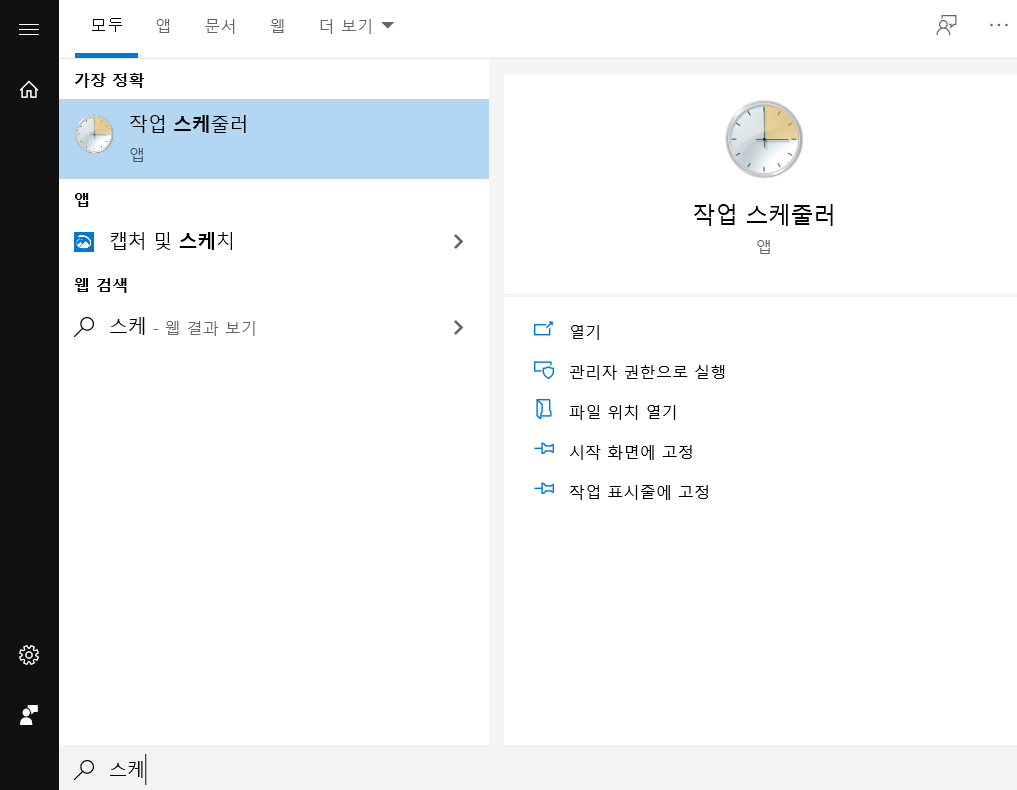 모두 앱 문서 웹 더 보기
가장 정확
작업 스케줄러
앱
앱
캡처 및 스케치
웹 검색
스케 - 웹 결과 보기
작업 스케줄러
앱
열기
관리자 권한으로 실행
파일 위치 열기
시작 화면에 고정
작업 표시줄에 고정
스케